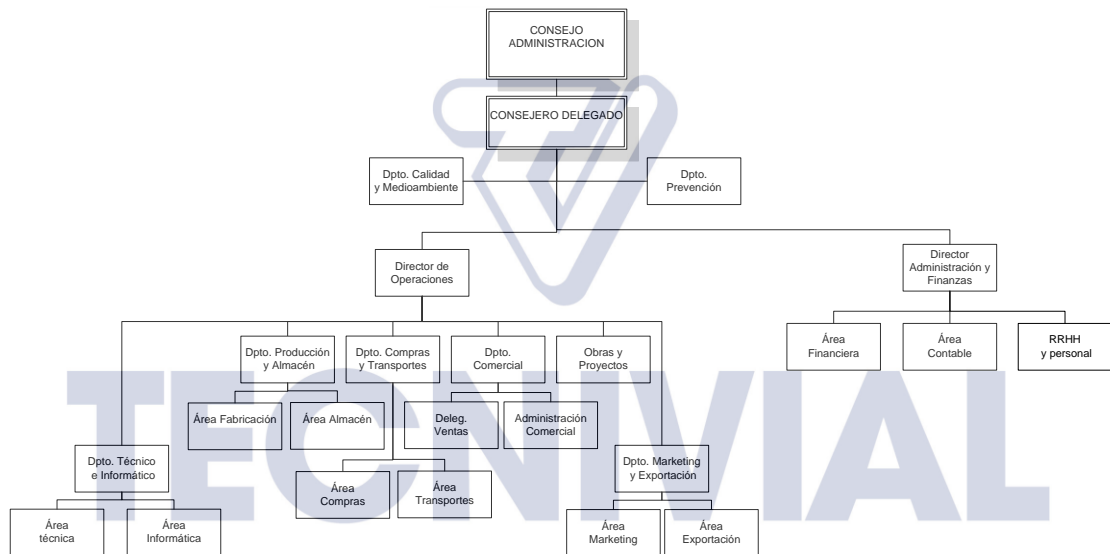 CONSEJO
ADMINISTRACION
CONSEJERO DELEGADO
Dpto. Calidad
y Medioambiente
Dpto.
Prevención
Director de
Operaciones
Director
Administración y
Finanzas
Dpto. Producción
y Almacén
Dpto. Compras
y Transportes
Dpto.
Comercial
Obras y
Proyectos
Área
Financiera
Área
Contable
RRHH
y personal
Área Fabricación
Área Almacén
Deleg.
Ventas
Administración
Comercial
Dpto. Técnico
e Informático
Dpto. Marketing
y Exportación
Área
Compras
Área
Transportes
Área
técnica
Área
Informática
Área
Marketing
Área
Exportación
TECNIVIAL